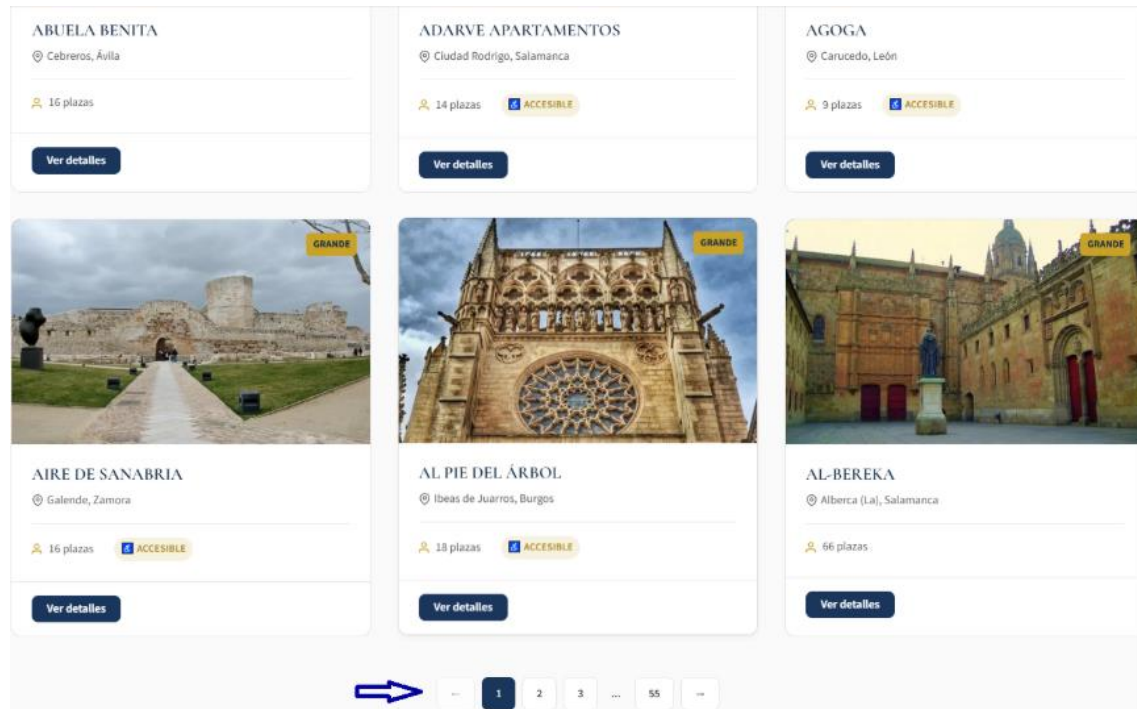 ABUELA BENITA
Cebreros, Ávila
16 plazas
Ver detalles
ADARVE APARTAMENTOS
Ciudad Rodrigo, Salamanca
14 plazas ACCESIBLE
Ver detalles
AGOGA
Carucedo, León
9 plazas ACCESIBLE
Ver detalles
GRANDE
AIRE DE SANABRIA
Galende, Zamora
16 plazas ACCESIBLE
Ver detalles
GRANDE
AL PIE DEL ÁRBOL
Ibeas de Juarros, Burgos
18 plazas ACCESIBLE
Ver detalles
GRANDE
AL-BEREKA
Alberca (La), Salamanca
66 plazas
Ver detalles
← 1 2 3 ... 55 →